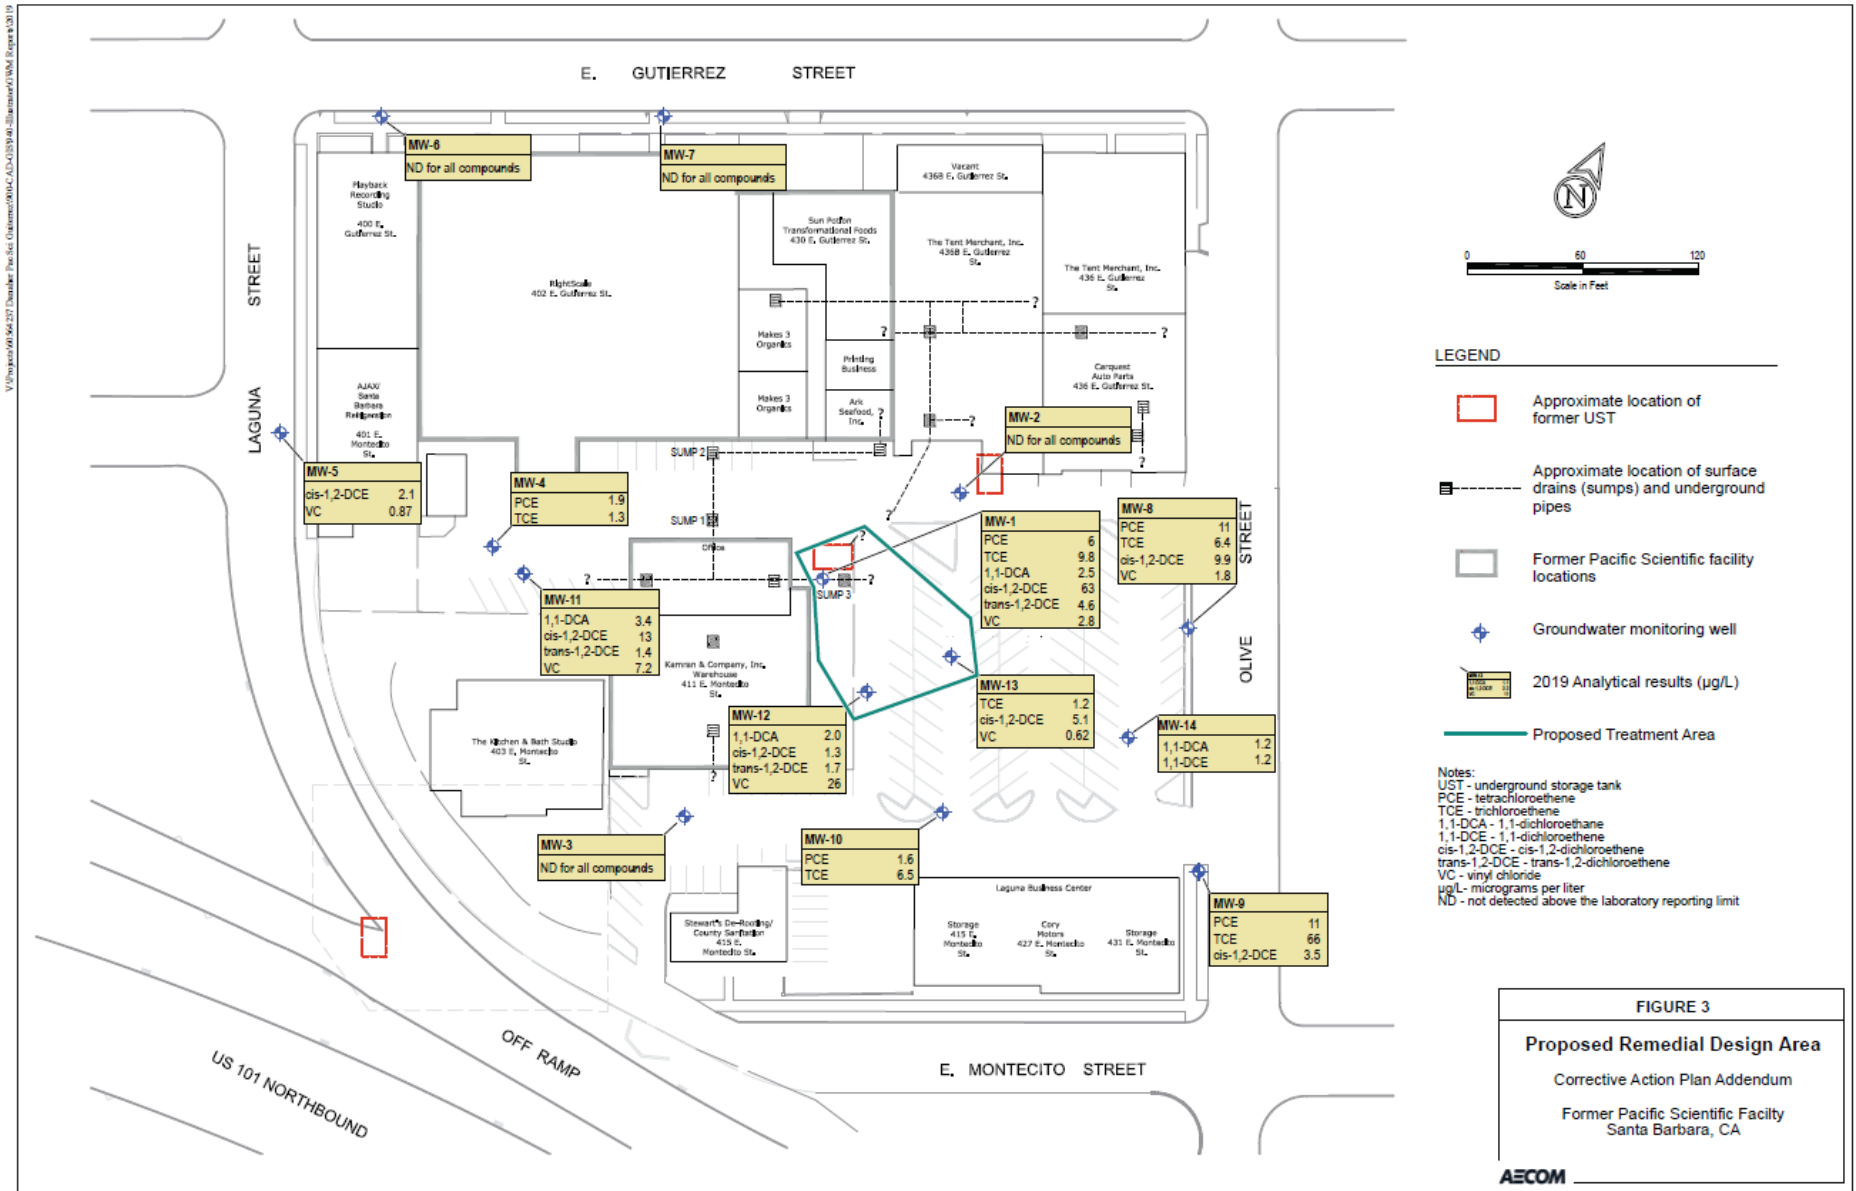 E. GUTIERREZ STREET
LAGUNA STREET
OLIVE STREET
E. MONTECITO STREET
OFF RAMP
US 101 NORTHBOUND
MW-6
ND for all compounds
MW-7
ND for all compounds
Playback
Recording
Studio
400 E.
Gutierrez St.
RightScale
402 E. Gutierrez St.
Sun Potion
Transformational Foods
430 E. Gutierrez St.
Vacant
436B E. Gutierrez St.
The Tent Merchant, Inc.
436B E. Gutierrez
St.
The Tent Merchant, Inc.
436 E. Gutierrez
St.
Makes 3
Organics
Printing
Business
Makes 3
Organics
Ark
Seafood,
Inc.
Carquest
Auto Parts
436 E. Gutierrez St.
AJAX/
Santa
Barbara
Refrigeration
401 E.
Montecito
St.
?
?
?
?
?
?
?
?
?
?
?
MW-2
ND for all compounds
SUMP 2
SUMP 1
SUMP 3
Office
MW-5
cis-1,2-DCE 2.1
VC 0.87
MW-4
PCE 1.9
TCE 1.3
MW-1
PCE 6
TCE 9.8
1,1-DCA 2.5
cis-1,2-DCE 63
trans-1,2-DCE 4.6
VC 2.8
MW-8
PCE 11
TCE 6.4
cis-1,2-DCE 9.9
VC 1.8
MW-11
1,1-DCA 3.4
cis-1,2-DCE 13
trans-1,2-DCE 1.4
VC 7.2
Kamran & Company, Inc.
Warehouse
411 E. Montecito
St.
MW-12
1,1-DCA 2.0
cis-1,2-DCE 1.3
trans-1,2-DCE 1.7
VC 26
MW-13
TCE 1.2
cis-1,2-DCE 5.1
VC 0.62
MW-14
1,1-DCA 1.2
1,1-DCE 1.2
The Kitchen & Bath Studio
403 E. Montecito
St.
MW-3
ND for all compounds
MW-10
PCE 1.6
TCE 6.5
MW-9
PCE 11
TCE 66
cis-1,2-DCE 3.5
Stewart's De-Rooting/
County Sanitation
415 E.
Montecito St.
Laguna Business Center
Storage
415 E.
Montecito
St.
Cory
Motors
427 E. Montecito
Storage
431 E. Montecito
St.
N
0 60 120
Scale in Feet
LEGEND
Approximate location of
former UST
Approximate location of surface
drains (sumps) and underground
pipes
Former Pacific Scientific facility
locations
Groundwater monitoring well
2019 Analytical results (µg/L)
Proposed Treatment Area
Notes:
UST - underground storage tank
PCE - tetrachloroethene
TCE - trichloroethene
1,1-DCA - 1,1-dichloroethane
1,1-DCE - 1,1-dichloroethene
cis-1,2-DCE - cis-1,2-dichloroethene
trans-1,2-DCE - trans-1,2-dichloroethene
VC - vinyl chloride
µg/L- micrograms per liter
ND - not detected above the laboratory reporting limit
FIGURE 3
Proposed Remedial Design Area
Corrective Action Plan Addendum
Former Pacific Scientific Facilty
Santa Barbara, CA
AECOM